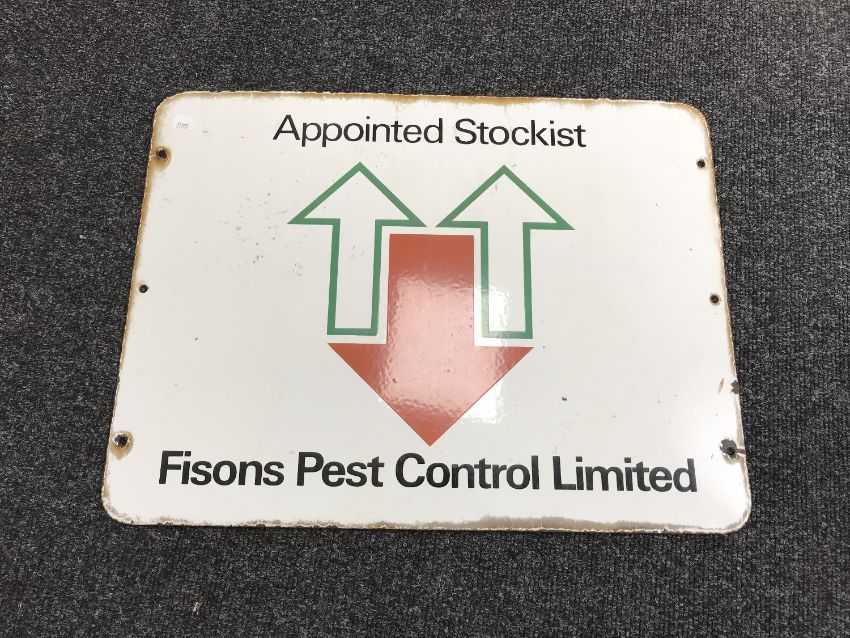 Appointed Stockist
Fisons Pest Control Limited